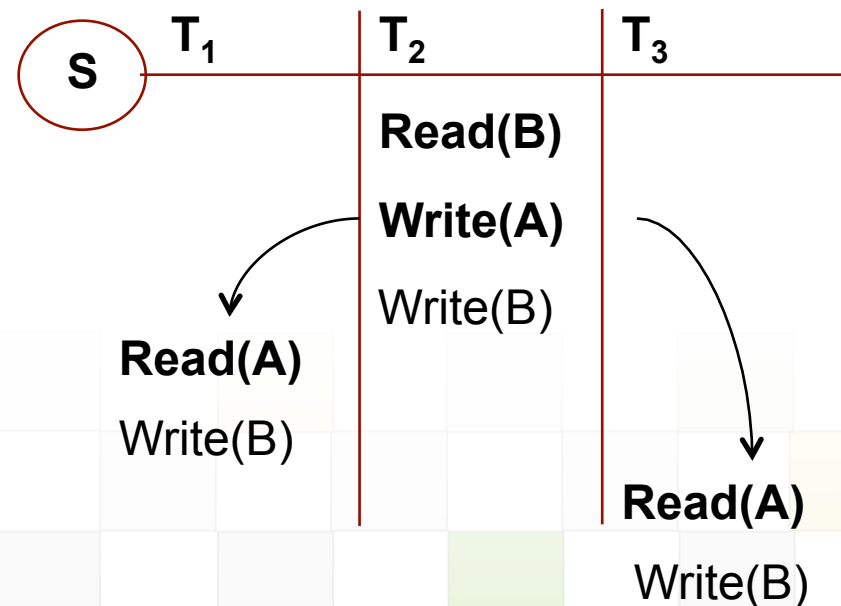 S T₁ T₂ T₃
Read(B)
Write(A)
Write(B)
Read(A)
Write(B)
Read(A)
Write(B)